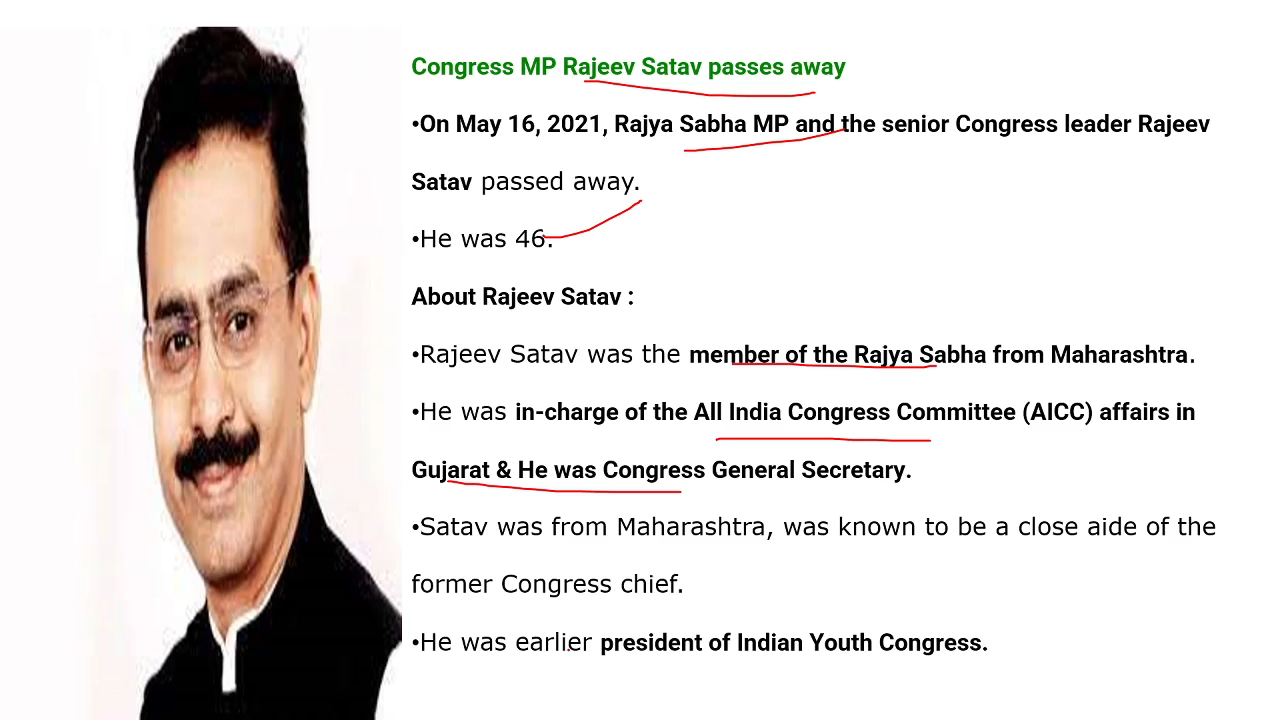 Congress MP Rajeev Satav passes away
•On May 16, 2021, Rajya Sabha MP and the senior Congress leader Rajeev
Satav passed away.
•He was 46.
About Rajeev Satav :
•Rajeev Satav was the member of the Rajya Sabha from Maharashtra.
•He was in-charge of the All India Congress Committee (AICC) affairs in
Gujarat & He was Congress General Secretary.
•Satav was from Maharashtra, was known to be a close aide of the
former Congress chief.
•He was earlier president of Indian Youth Congress.